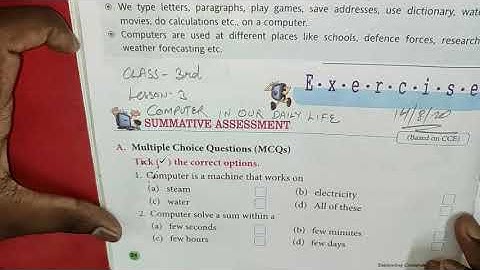 We type letters, paragraphs, play games, save addresses, use dictionary, wat
movies, do calculations etc., on a computer.
Computers are used at different places like schools, defence forces, research
weather forecasting etc.
CLASS - 3rd
Lesson - 3
E·x·e·r·c·i·s·e
COMPUTER IN OUR DAILY LIFE
14/8/20
SUMMATIVE ASSESSMENT
(Based on CCE)
A. Multiple Choice Questions (MCQs)
Tick (✓) the correct options.
1. Computer is a machine that works on
(a) steam (b) electricity
(c) water (d) All of these
2. Computer solve a sum within a
(a) few seconds (b) few minutes
(c) few hours (d) few days